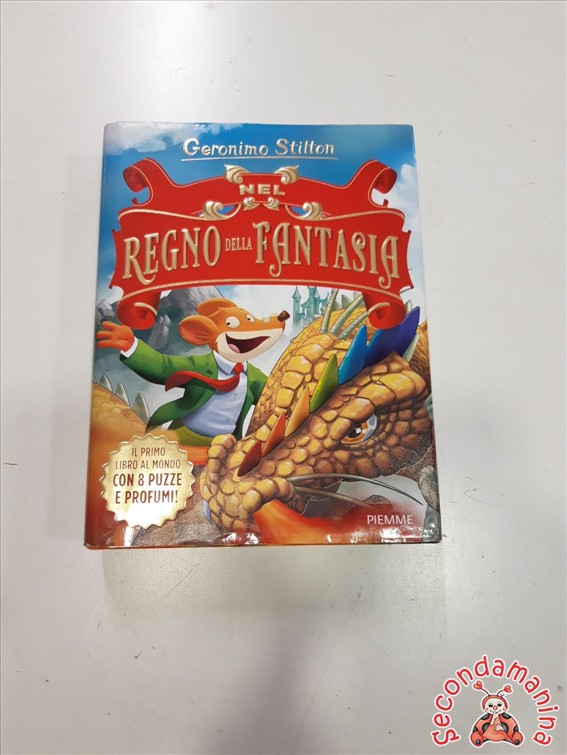 Geronimo Stilton
NEL
REGNO DELLA FANTASIA
IL PRIMO
LIBRO AL MONDO
CON 8 PUZZE
E PROFUMI!
PIEMME
Secondamanina